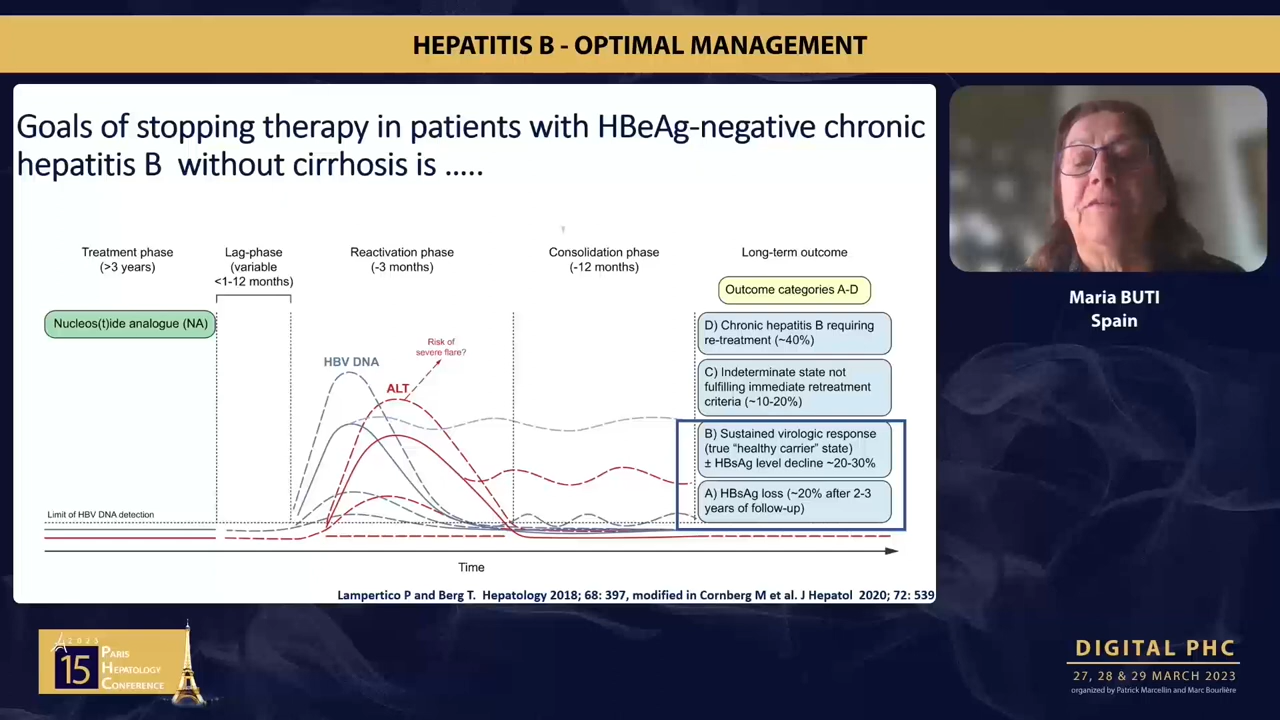 HEPATITIS B - OPTIMAL MANAGEMENT
Goals of stopping therapy in patients with HBeAg-negative chronic
hepatitis B without cirrhosis is .....
Treatment phase
(>3 years)
Lag-phase
(variable
<1-12 months)
Reactivation phase
(-3 months)
Consolidation phase
(-12 months)
Long-term outcome
Outcome categories A-D
Nucleos(t)ide analogue (NA)
HBV DNA
ALT
Risk of
severe flare?
D) Chronic hepatitis B requiring
re-treatment (~40%)
C) Indeterminate state not
fulfilling immediate retreatment
criteria (~10-20%)
B) Sustained virologic response
(true "healthy carrier" state)
± HBsAg level decline ~20-30%
A) HBsAg loss (~20% after 2-3
years of follow-up)
Limit of HBV DNA detection
Time
Lampertico P and Berg T. Hepatology 2018; 68: 397, modified in Cornberg M et al. J Hepatol 2020; 72: 539
Maria BUTI
Spain
2023
15
PARIS
HEPATOLOGY
CONFERENCE
DIGITAL PHC
27, 28 & 29 MARCH 2023
organized by Patrick Marcellin and Marc Bourlière